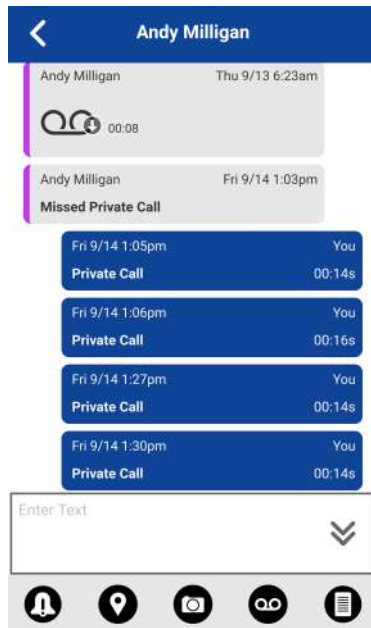 Andy Milligan
Andy Milligan Thu 9/13 6:23am
00:08
Andy Milligan Fri 9/14 1:03pm
Missed Private Call
Fri 9/14 1:05pm You
Private Call 00:14s
Fri 9/14 1:06pm You
Private Call 00:16s
Fri 9/14 1:27pm You
Private Call 00:14s
Fri 9/14 1:30pm You
Private Call 00:14s
Enter Text